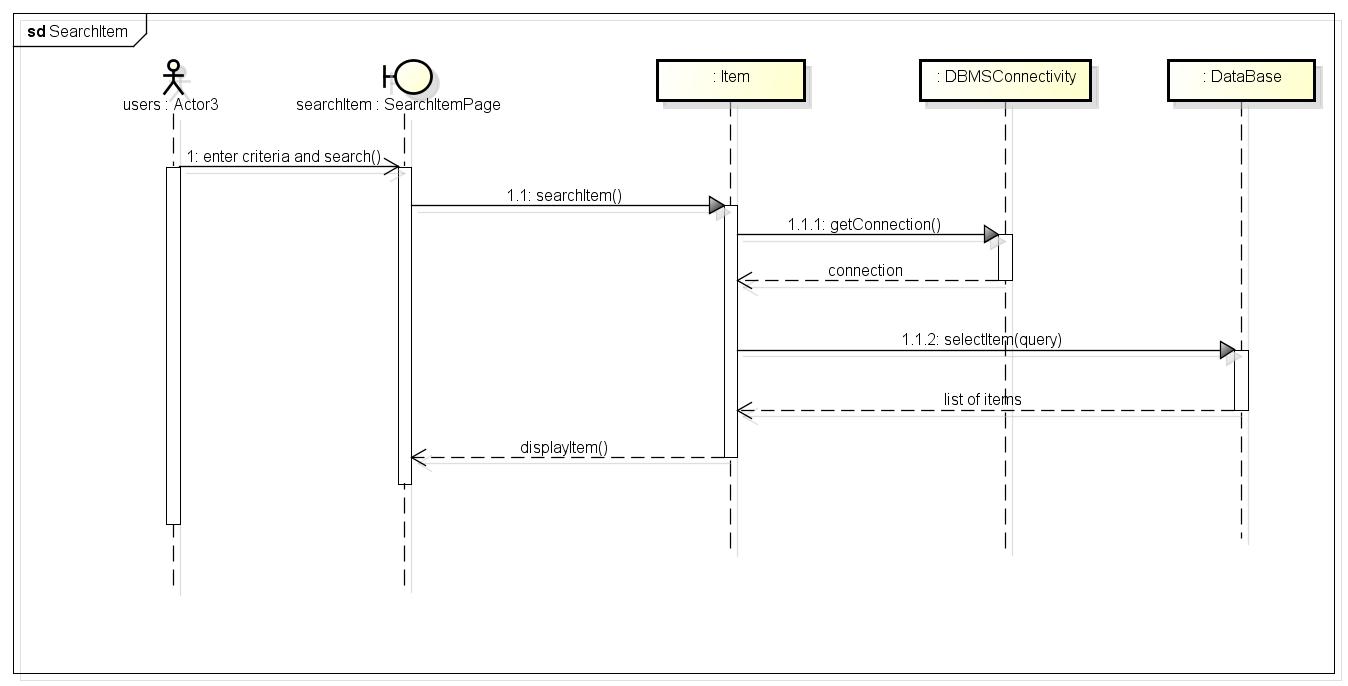 sd SearchItem
users : Actor3
searchItem : SearchItemPage
: Item
: DBMSConnectivity
: DataBase
1: enter criteria and search()
1.1: searchItem()
1.1.1: getConnection()
connection
1.1.2: selectItem(query)
list of items
displayItem()